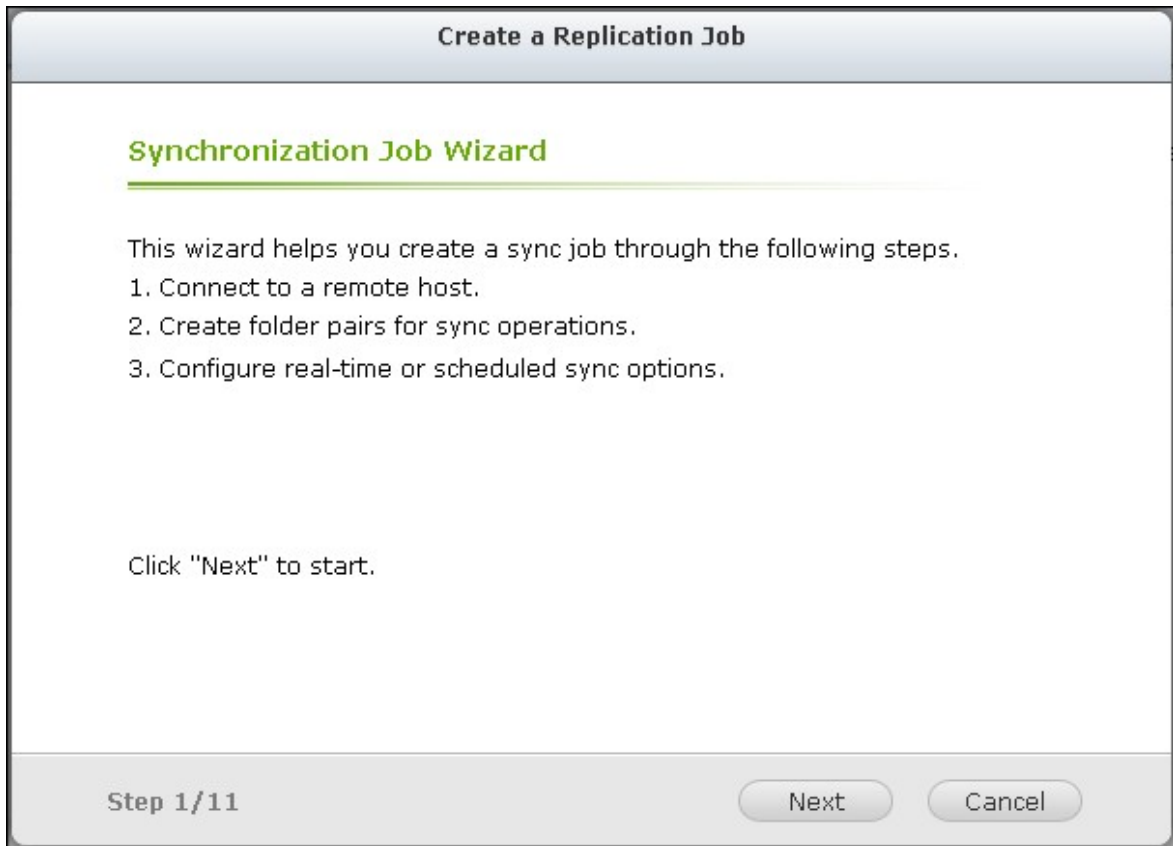 Create a Replication Job
Synchronization Job Wizard
This wizard helps you create a sync job through the following steps.
1. Connect to a remote host.
2. Create folder pairs for sync operations.
3. Configure real-time or scheduled sync options.
Click "Next" to start.
Step 1/11
Next
Cancel